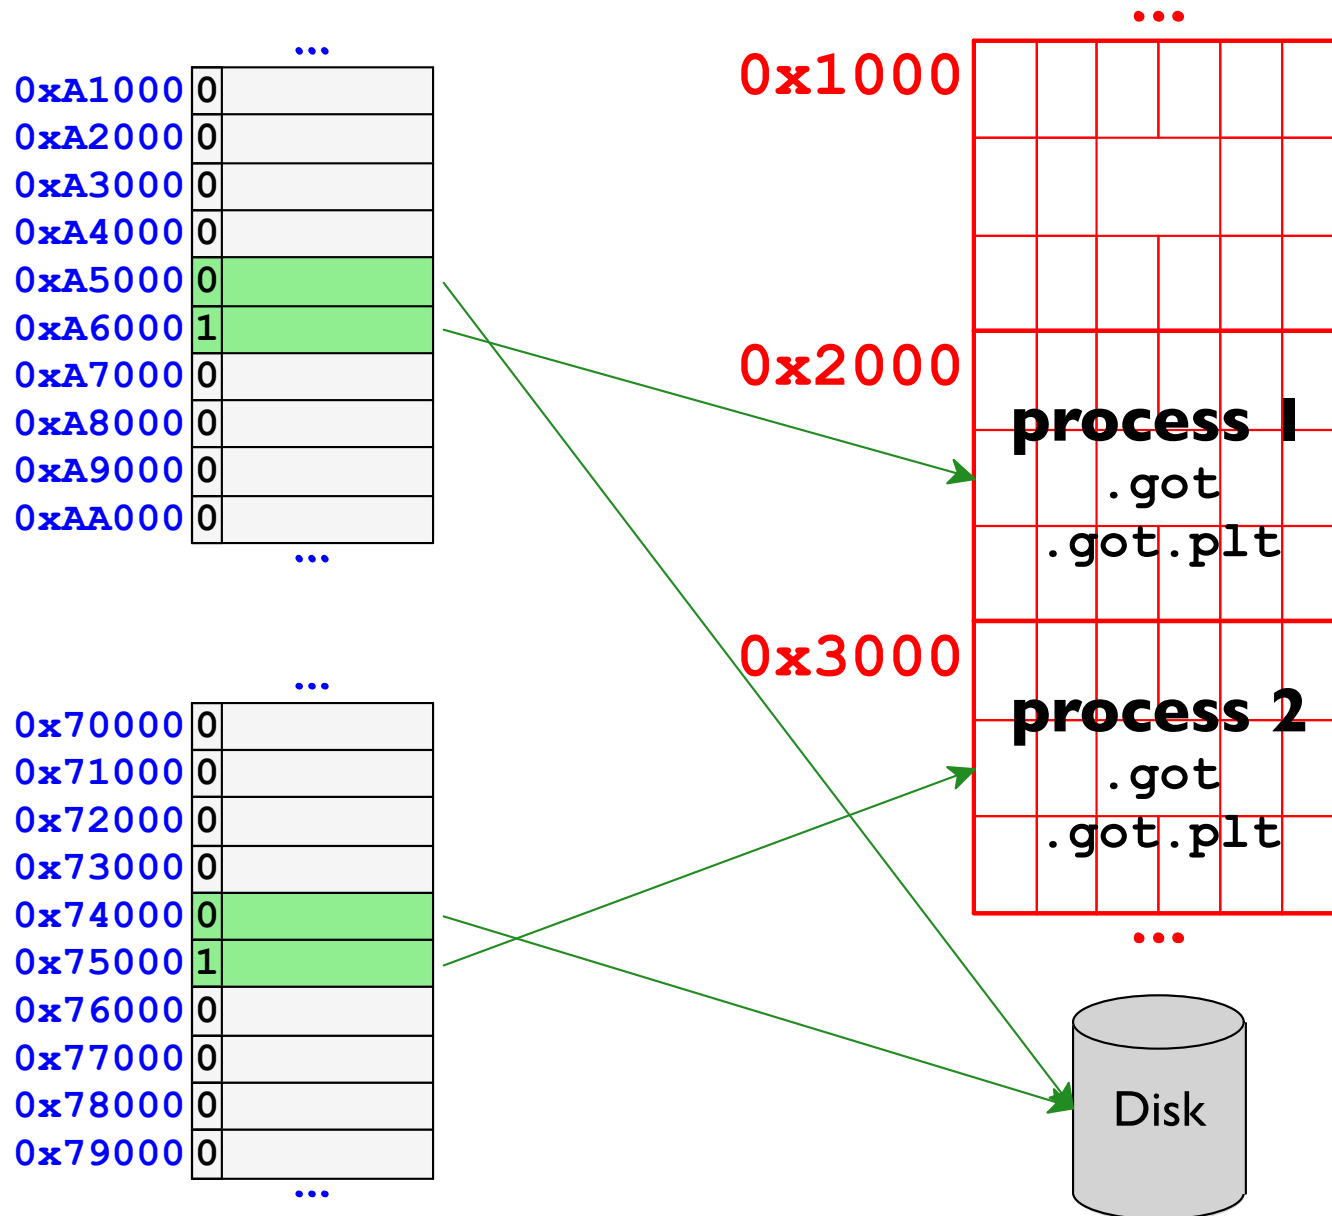 ...
0xA1000 0
0xA2000 0
0xA3000 0
0xA4000 0
0xA5000 0
0xA6000 1
0xA7000 0
0xA8000 0
0xA9000 0
0xAA000 0
...
...
0x70000 0
0x71000 0
0x72000 0
0x73000 0
0x74000 0
0x75000 1
0x76000 0
0x77000 0
0x78000 0
0x79000 0
...
...
0x1000
0x2000
process 1
.got
.got.plt
0x3000
process 2
.got
.got.plt
...
Disk